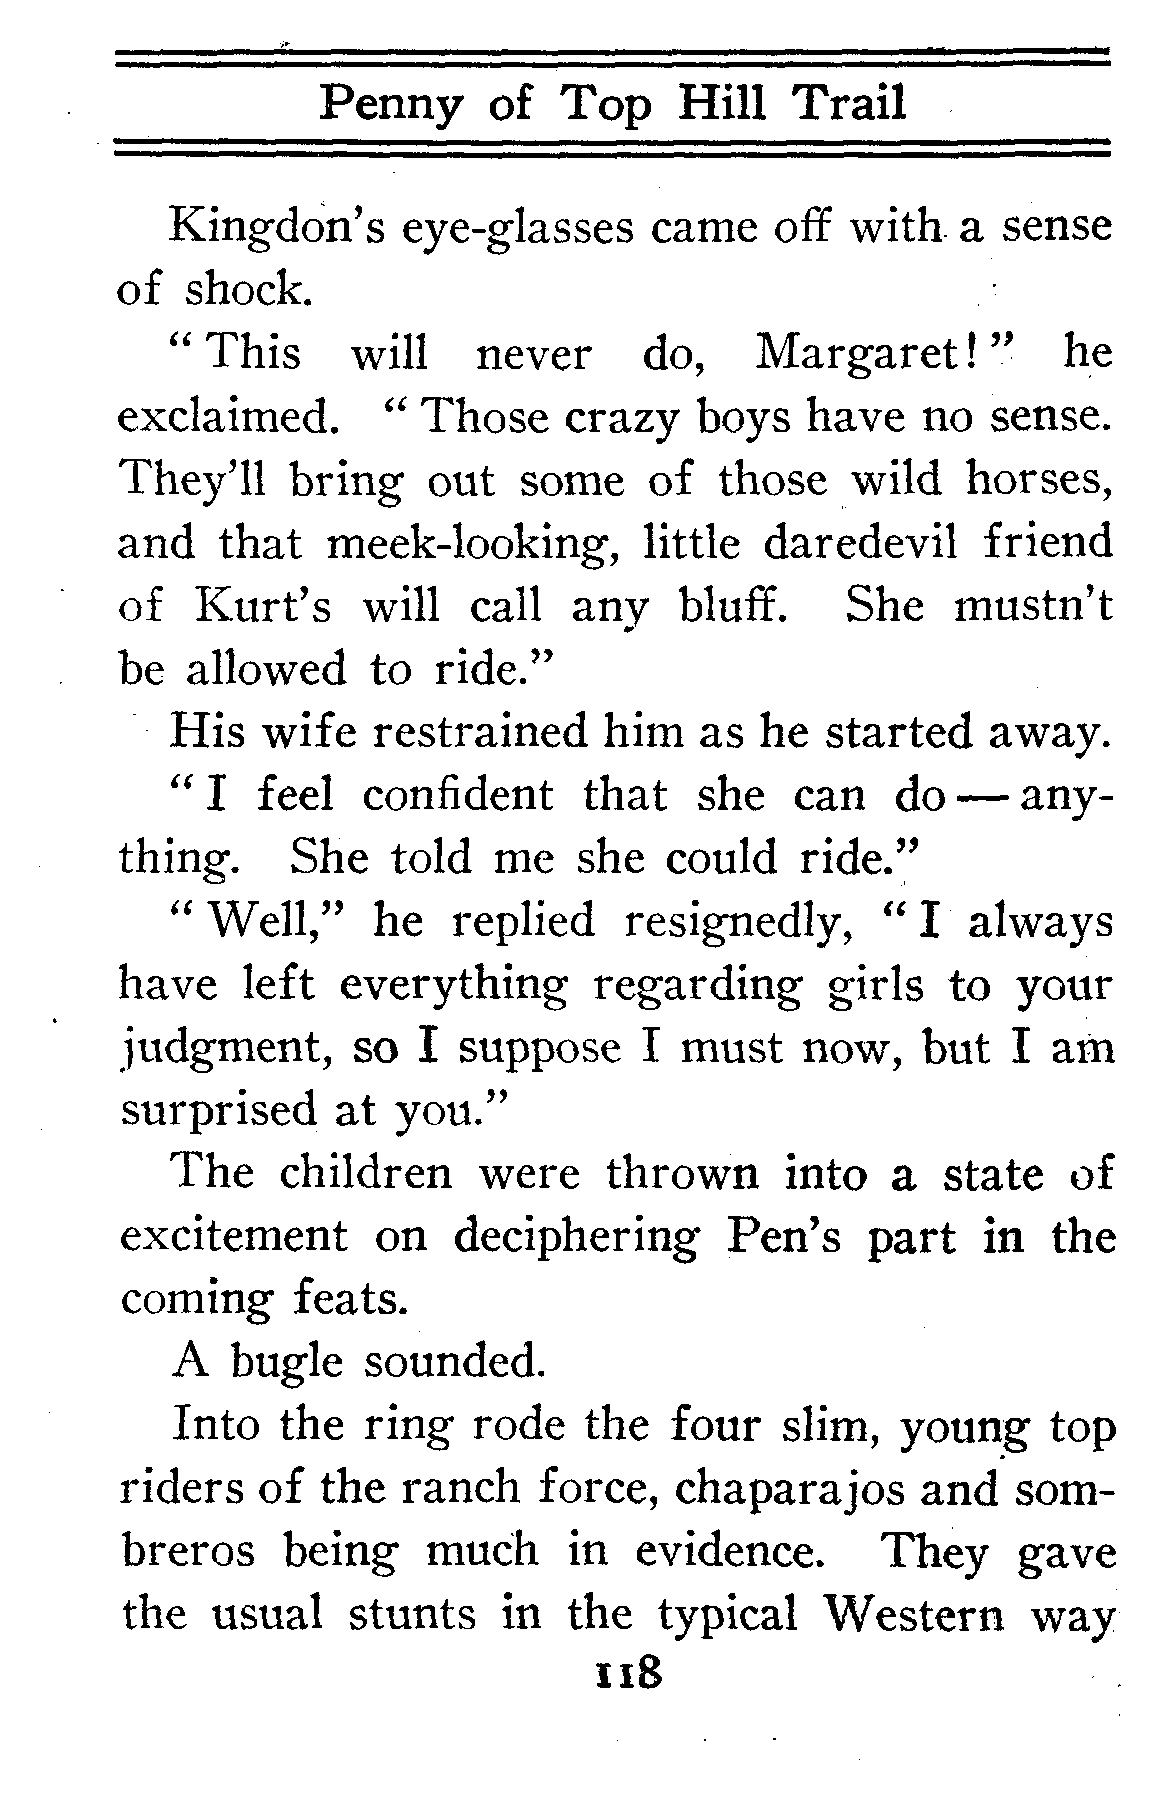 Penny of Top Hill Trail
Kingdon's eye-glasses came off with a sense
of shock.
"This will never do, Margaret!" he
exclaimed. "Those crazy boys have no sense.
They'll bring out some of those wild horses,
and that meek-looking, little daredevil friend
of Kurt's will call any bluff. She mustn't
be allowed to ride."
His wife restrained him as he started away.
"I feel confident that she can do — any-
thing. She told me she could ride."
"Well," he replied resignedly, "I always
have left everything regarding girls to your
judgment, so I suppose I must now, but I am
surprised at you."
The children were thrown into a state of
excitement on deciphering Pen's part in the
coming feats.
A bugle sounded.
Into the ring rode the four slim, young top
riders of the ranch force, chaparajos and som-
breros being much in evidence. They gave
the usual stunts in the typical Western way
118